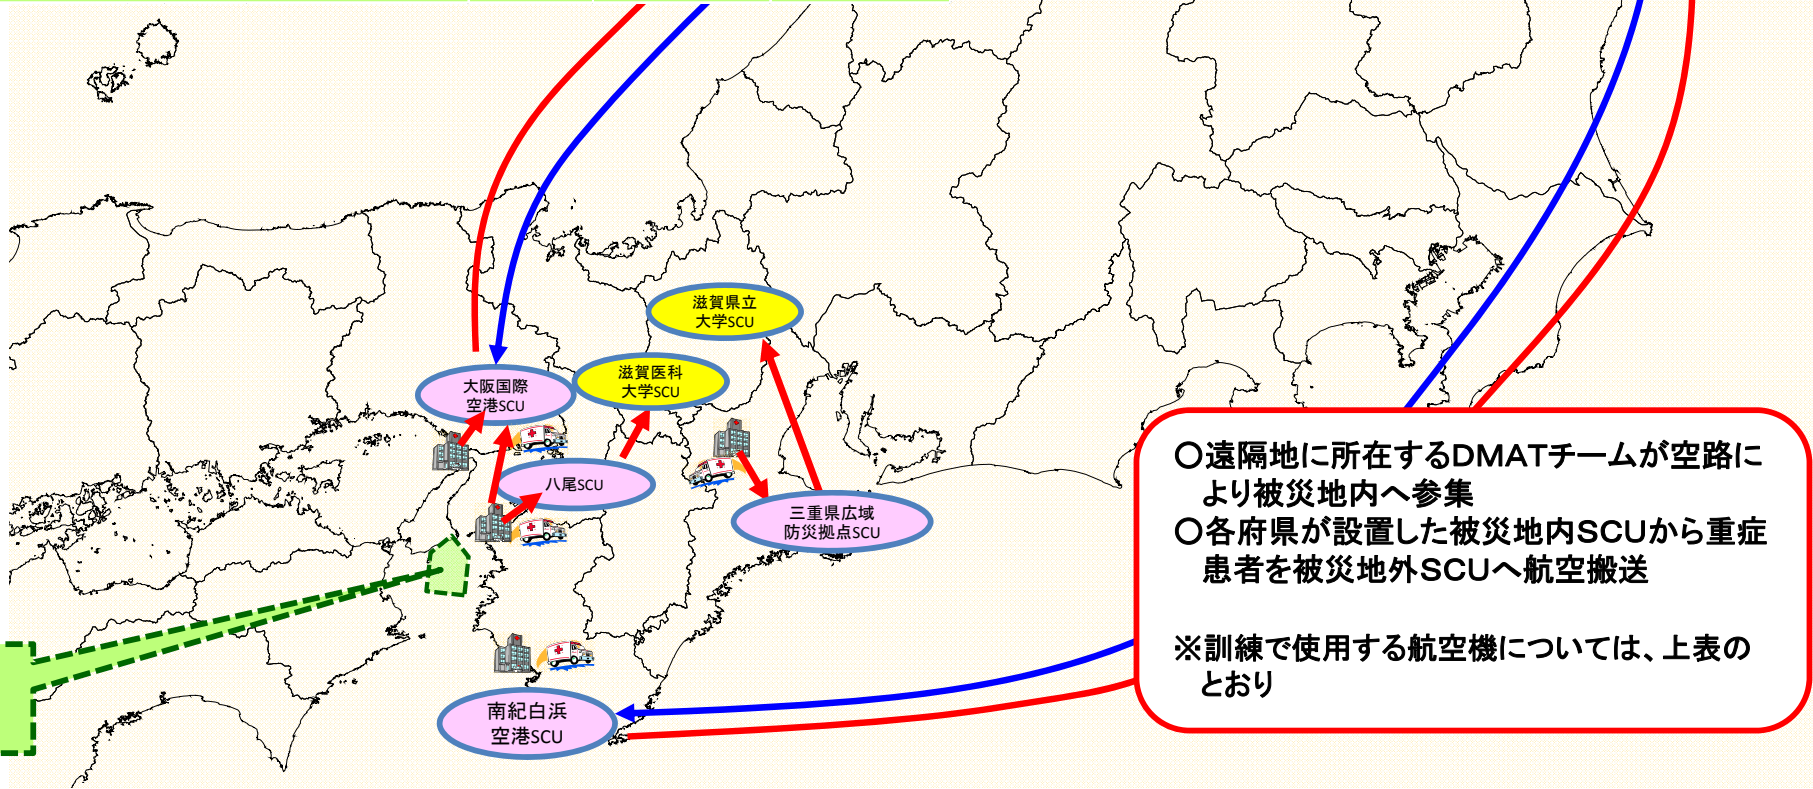 滋賀県立
大学SCU
滋賀医科
大学SCU
大阪国際
空港SCU
八尾SCU
三重県広域
防災拠点SCU
南紀白浜
空港SCU
○遠隔地に所在するDMATチームが空路に
より被災地内へ参集
○各府県が設置した被災地内SCUから重症
患者を被災地外SCUへ航空搬送
※訓練で使用する航空機については、上表の
とおり